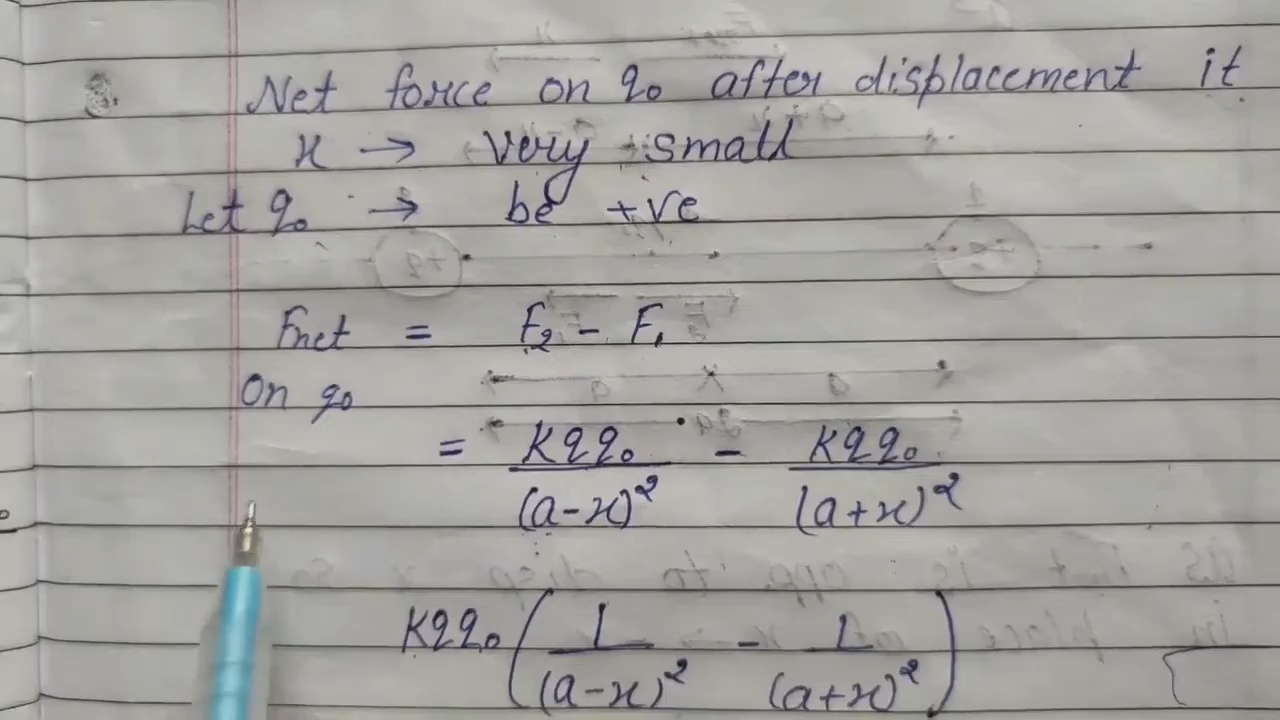 Net force on q₀ after displacement it
x → very small
Let q₀ → be +ve
Fnet = F₂ - F₁
On q₀
= Kqq₀/(a-x)² - Kqq₀/(a+x)²
Kqq₀(1/(a-x)² - 1/(a+x)²)